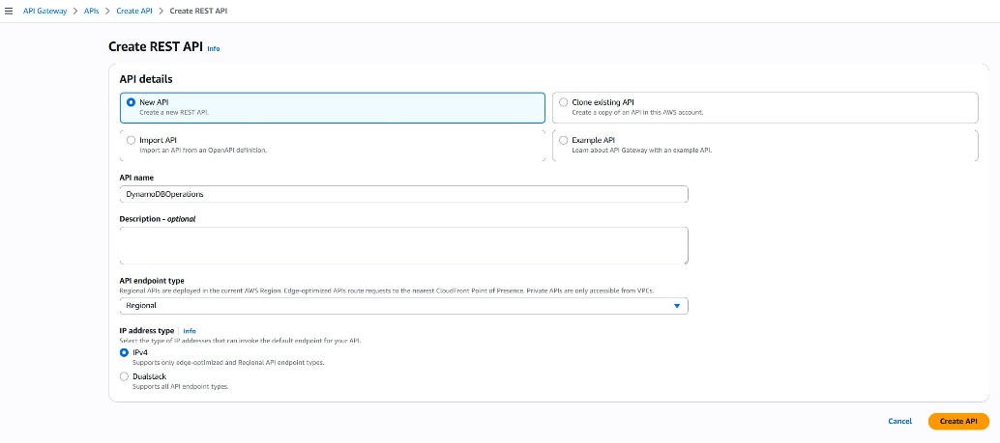 API Gateway > APIs > Create API > Create REST API
Create REST API Info
API details
New API
Create a new REST API.
Clone existing API
Create a copy of an API in this AWS account.
Import API
Import an API from an OpenAPI definition.
Example API
Learn about API Gateway with an example API.
API name
DynamoDBOperations
Description - optional
API endpoint type
Regional APIs are deployed in the current AWS Region. Edge-optimized APIs route requests to the nearest CloudFront Point of Presence. Private APIs are only accessible from VPCs.
Regional
IP address type | Info
Select the type of IP addresses that can invoke the default endpoint for your API.
IPv4
Supports only edge-optimized and Regional API endpoint types.
Dualstack
Supports all API endpoint types.
Cancel Create API